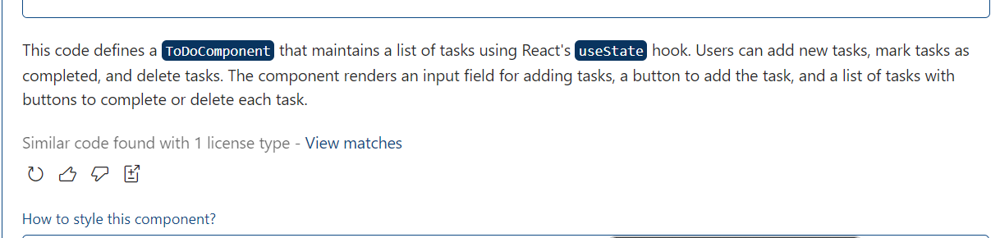 This code defines a ToDoComponent that maintains a list of tasks using React's useState hook. Users can add new tasks, mark tasks as
completed, and delete tasks. The component renders an input field for adding tasks, a button to add the task, and a list of tasks with
buttons to complete or delete each task.
Similar code found with 1 license type - View matches
How to style this component?